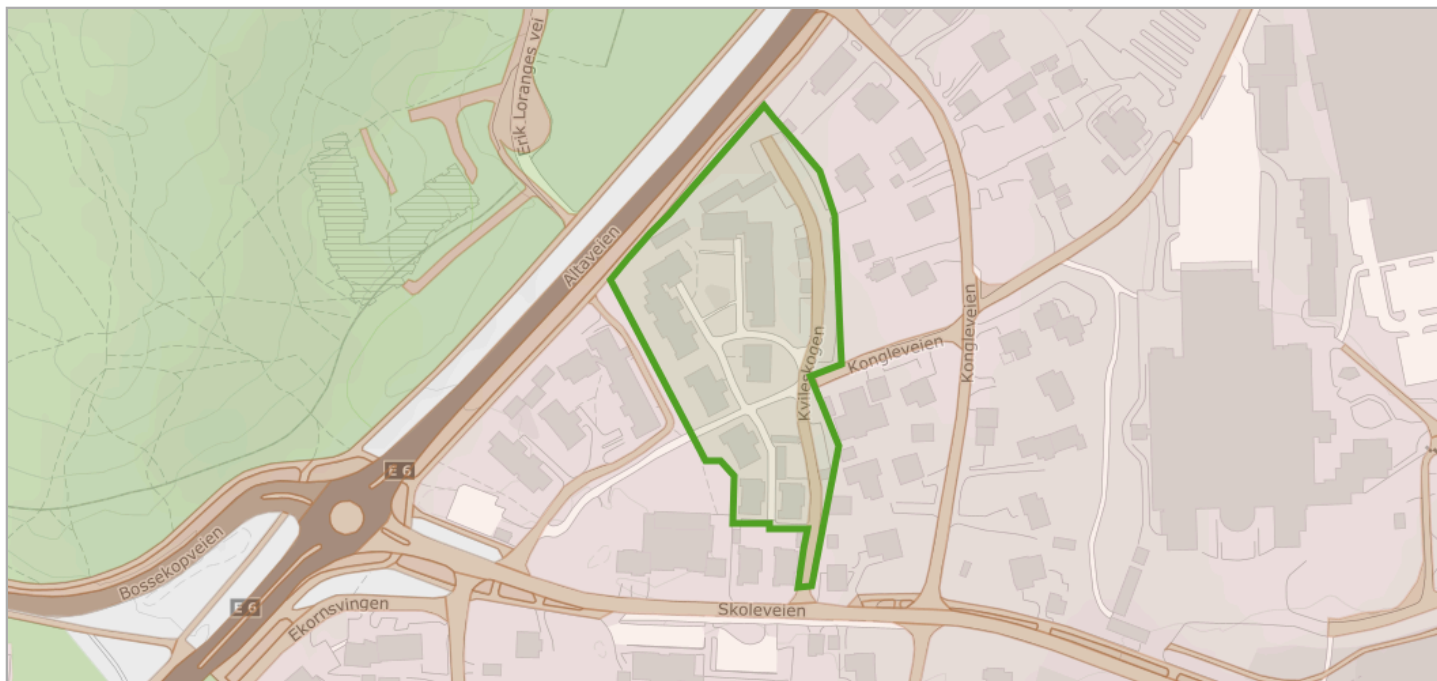 Erik Loranges vei
Altaveien
Kongleveien
Kongleveien
Kvileskogen
E 6
Bossekopveien
E 6
Ekornsvingen
Skoleveien